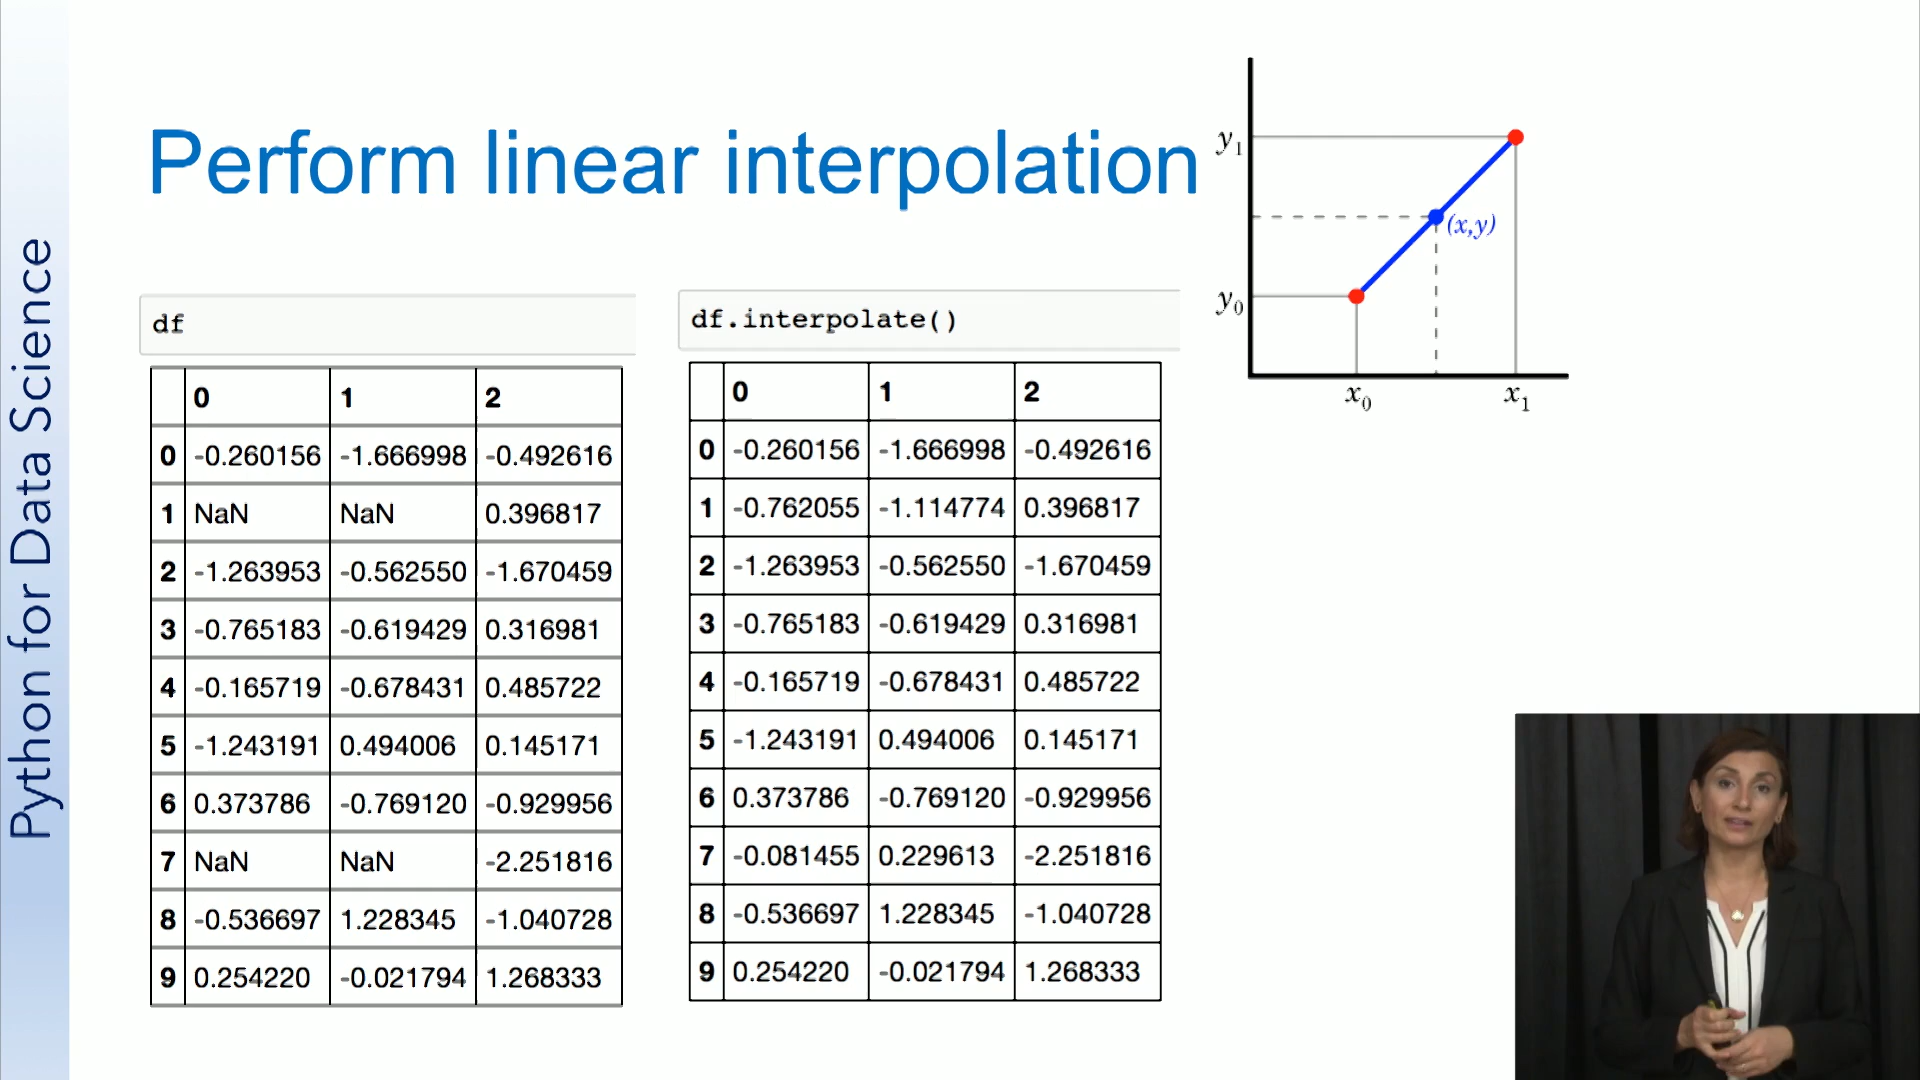 Python for Data Science
Perform linear interpolation
df
0 1 2
0 -0.260156 -1.666998 -0.492616
1 NaN NaN 0.396817
2 -1.263953 -0.562550 -1.670459
3 -0.765183 -0.619429 0.316981
4 -0.165719 -0.678431 0.485722
5 -1.243191 0.494006 0.145171
6 0.373786 -0.769120 -0.929956
7 NaN NaN -2.251816
8 -0.536697 1.228345 -1.040728
9 0.254220 -0.021794 1.268333
df.interpolate()
0 1 2
0 -0.260156 -1.666998 -0.492616
1 -0.762055 -1.114774 0.396817
2 -1.263953 -0.562550 -1.670459
3 -0.765183 -0.619429 0.316981
4 -0.165719 -0.678431 0.485722
5 -1.243191 0.494006 0.145171
6 0.373786 -0.769120 -0.929956
7 -0.081455 0.229613 -2.251816
8 -0.536697 1.228345 -1.040728
9 0.254220 -0.021794 1.268333
y₁
(x,y)
y₀
x₀ x₁